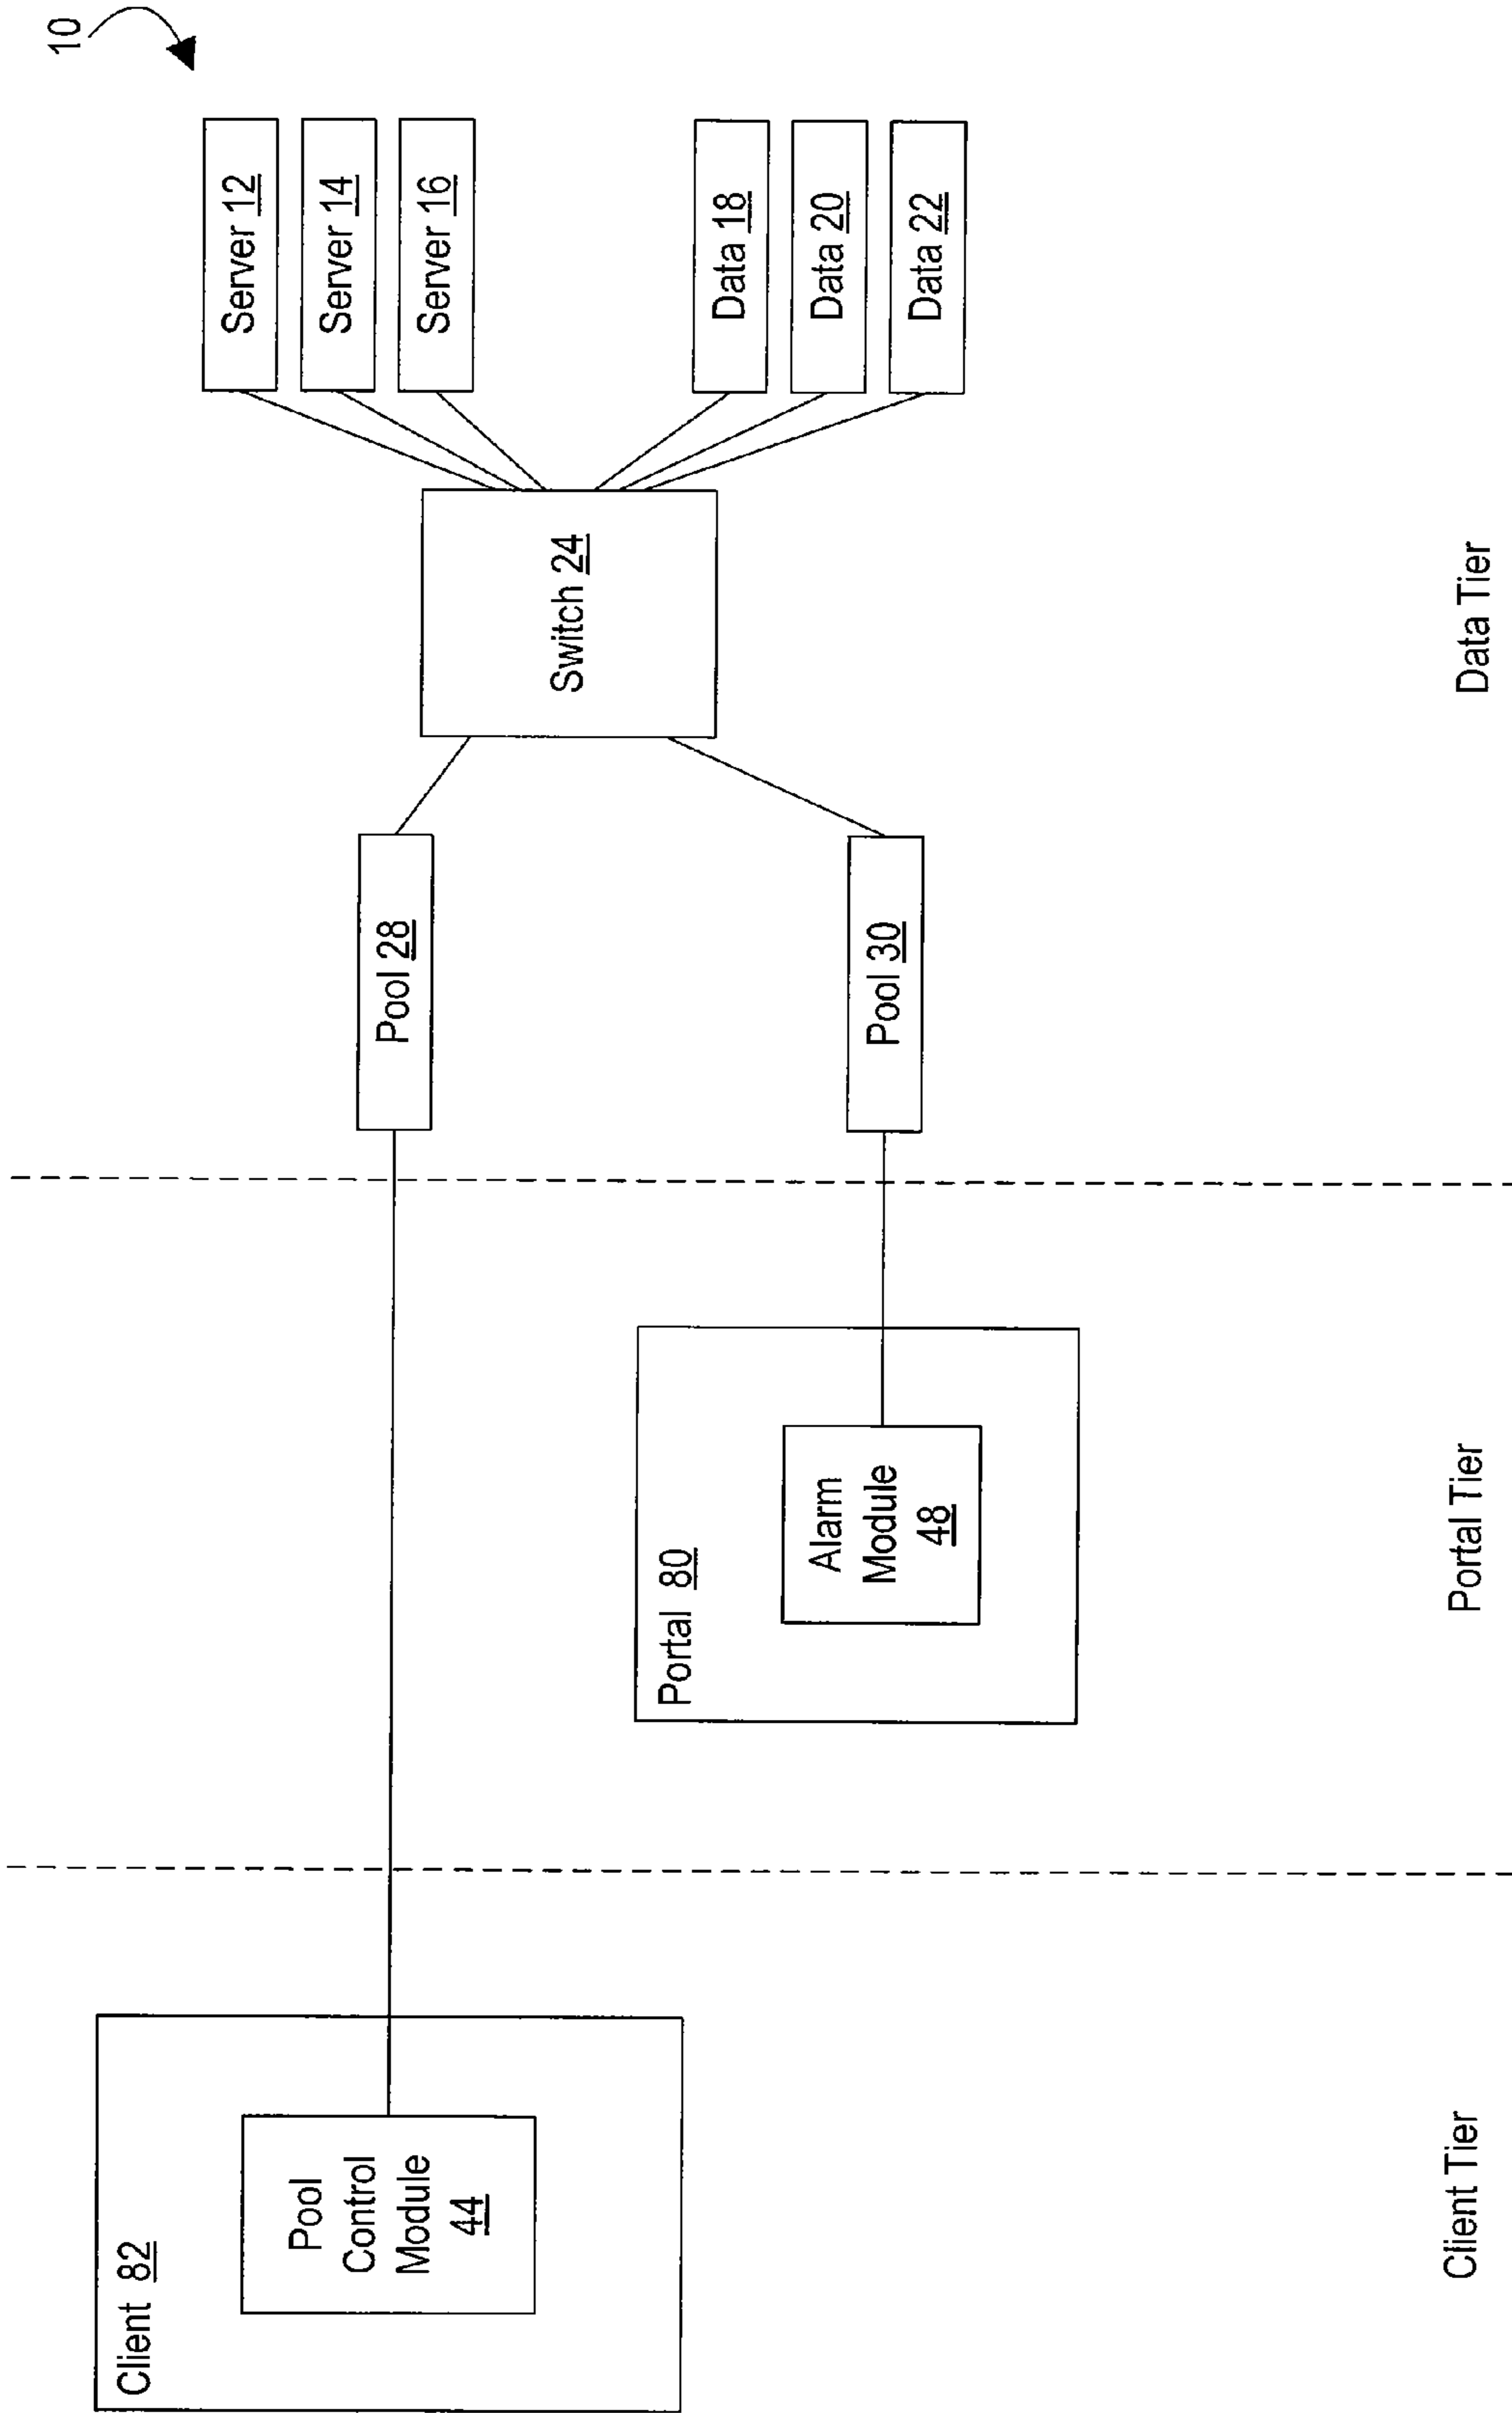 10
Server 12
Server 14
Server 16
Data 18
Data 20
Data 22
Switch 24
Pool 28
Pool 30
Portal 80
Alarm
Module
48
Client 82
Pool
Control
Module
44
Client Tier
Portal Tier
Data Tier